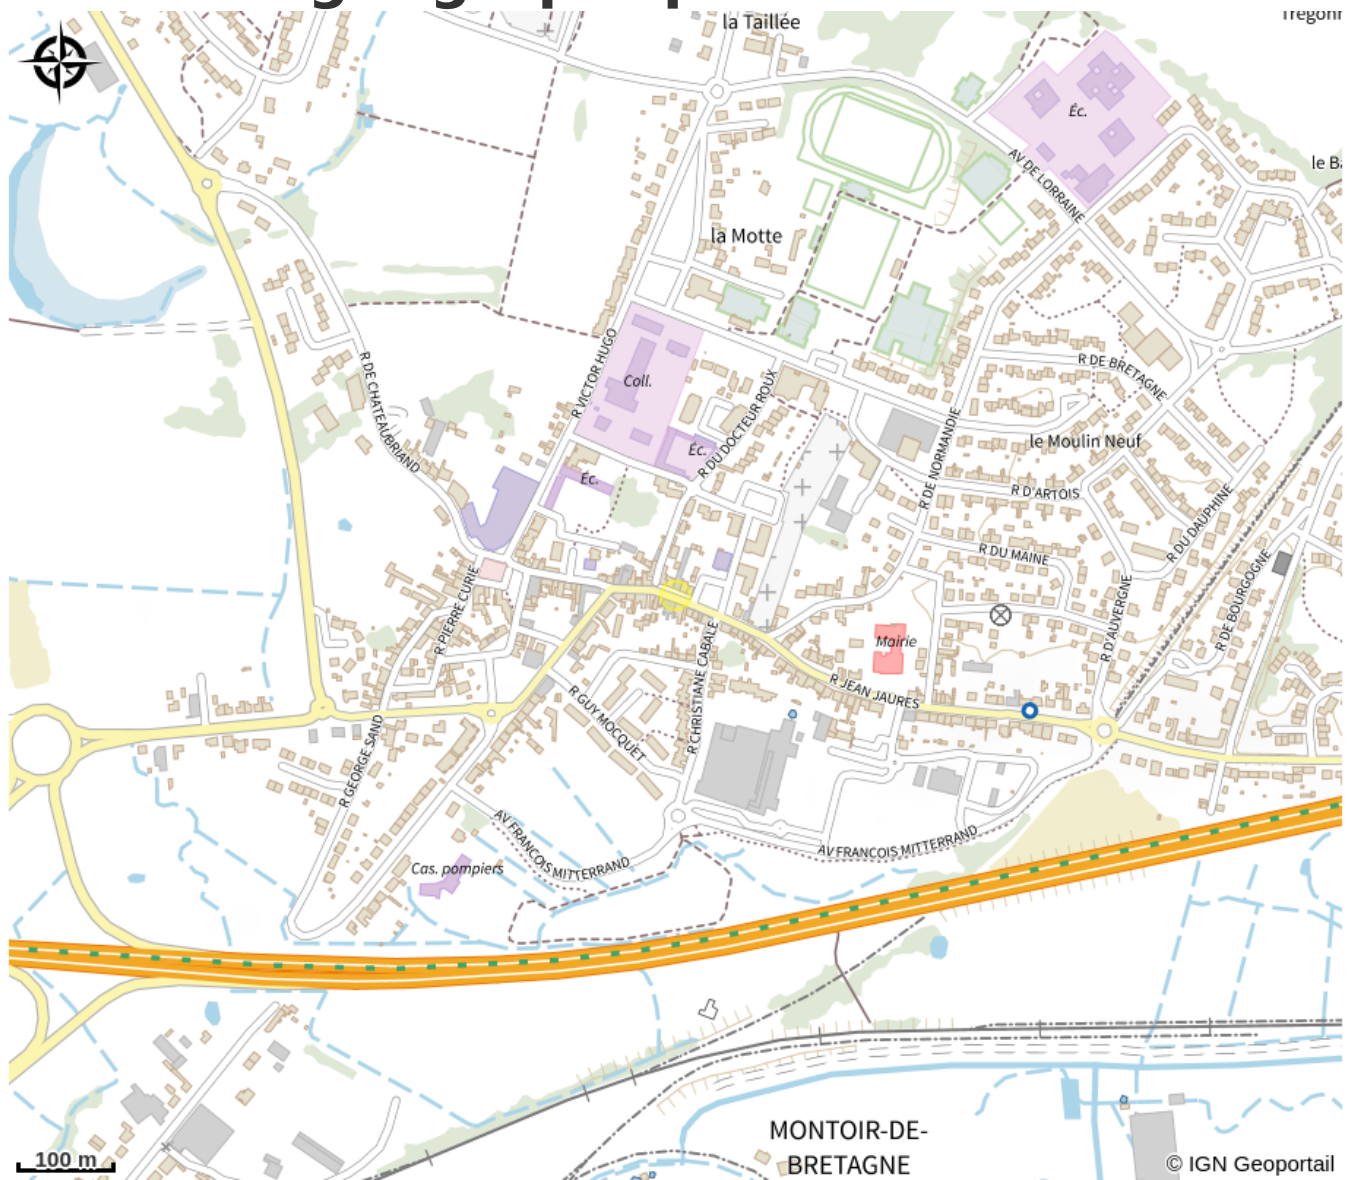 la Taillée
Éc.
AV DE LORRAINE
la Motte
R VICTOR HUGO
R DE CHATEAUBRIAND
Coll.
R DE BRETAGNE
R DU DOCTEUR ROUX
Éc.
R DE NORMANDIE
le Moulin Neuf
Éc.
R D'ARTOIS
R DU DAUPHINE
R DU MAINE
R PIERRE CURIE
R D'AUVERGNE
R DE BOURGOGNE
Mairie
R CHRISTIANE CABALE
R JEAN JAURES
R GUY MOCQUET
R GEORGE SAND
AV FRANCOIS MITTERRAND
AV FRANCOIS MITTERRAND
Cas. pompiers
MONTOIR-DE-
BRETAGNE
100 m
© IGN Geoportail